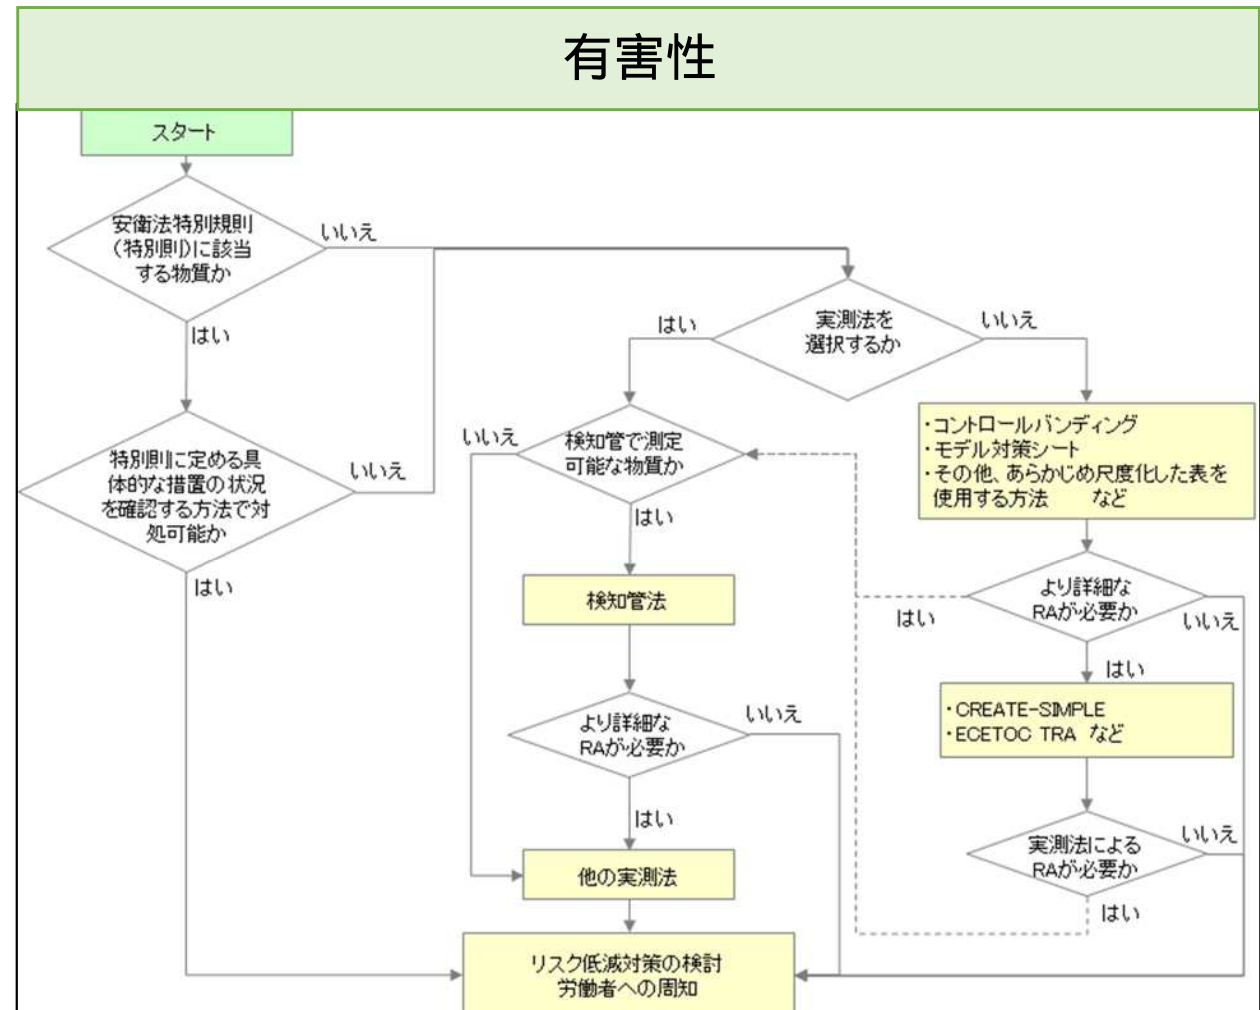 有害性
スタート
安衛法特別規則
(特別則)に該当
する物質か
いいえ
はい
特別則に定める具
体的な措置の状況
を確認する方法で対
処可能か
いいえ
はい
実測法を
選択するか
はい
いいえ
検知管で測定
可能な物質か
いいえ
はい
検知管法
より詳細な
RAが必要か
いいえ
はい
他の実測法
・コントロールバンディング
・モデル対策シート
・その他、あらかじめ尺度化した表を
使用する方法 など
より詳細な
RAが必要か
はい
いいえ
はい
・CREATE-SIMPLE
・ECETOC TRA など
実測法による
RAが必要か
いいえ
はい
リスク低減対策の検討
労働者への周知